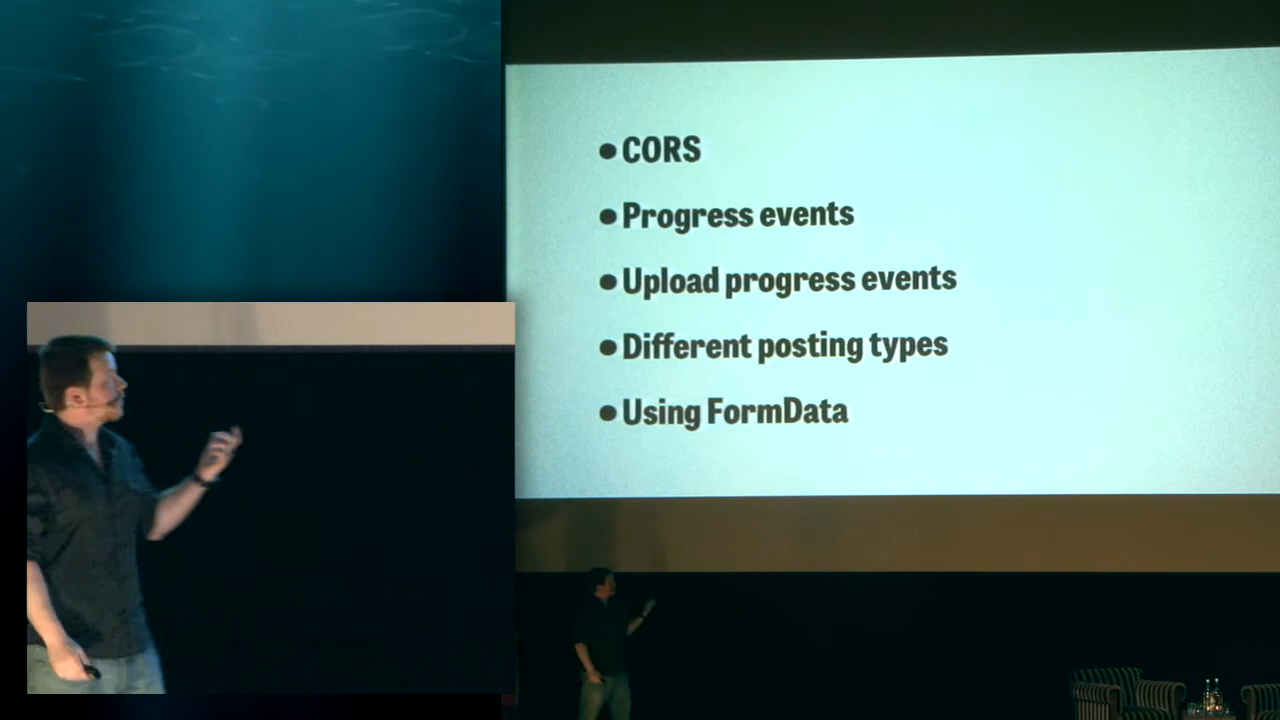 • CORS
• Progress events
• Upload progress events
• Different posting types
• Using FormData